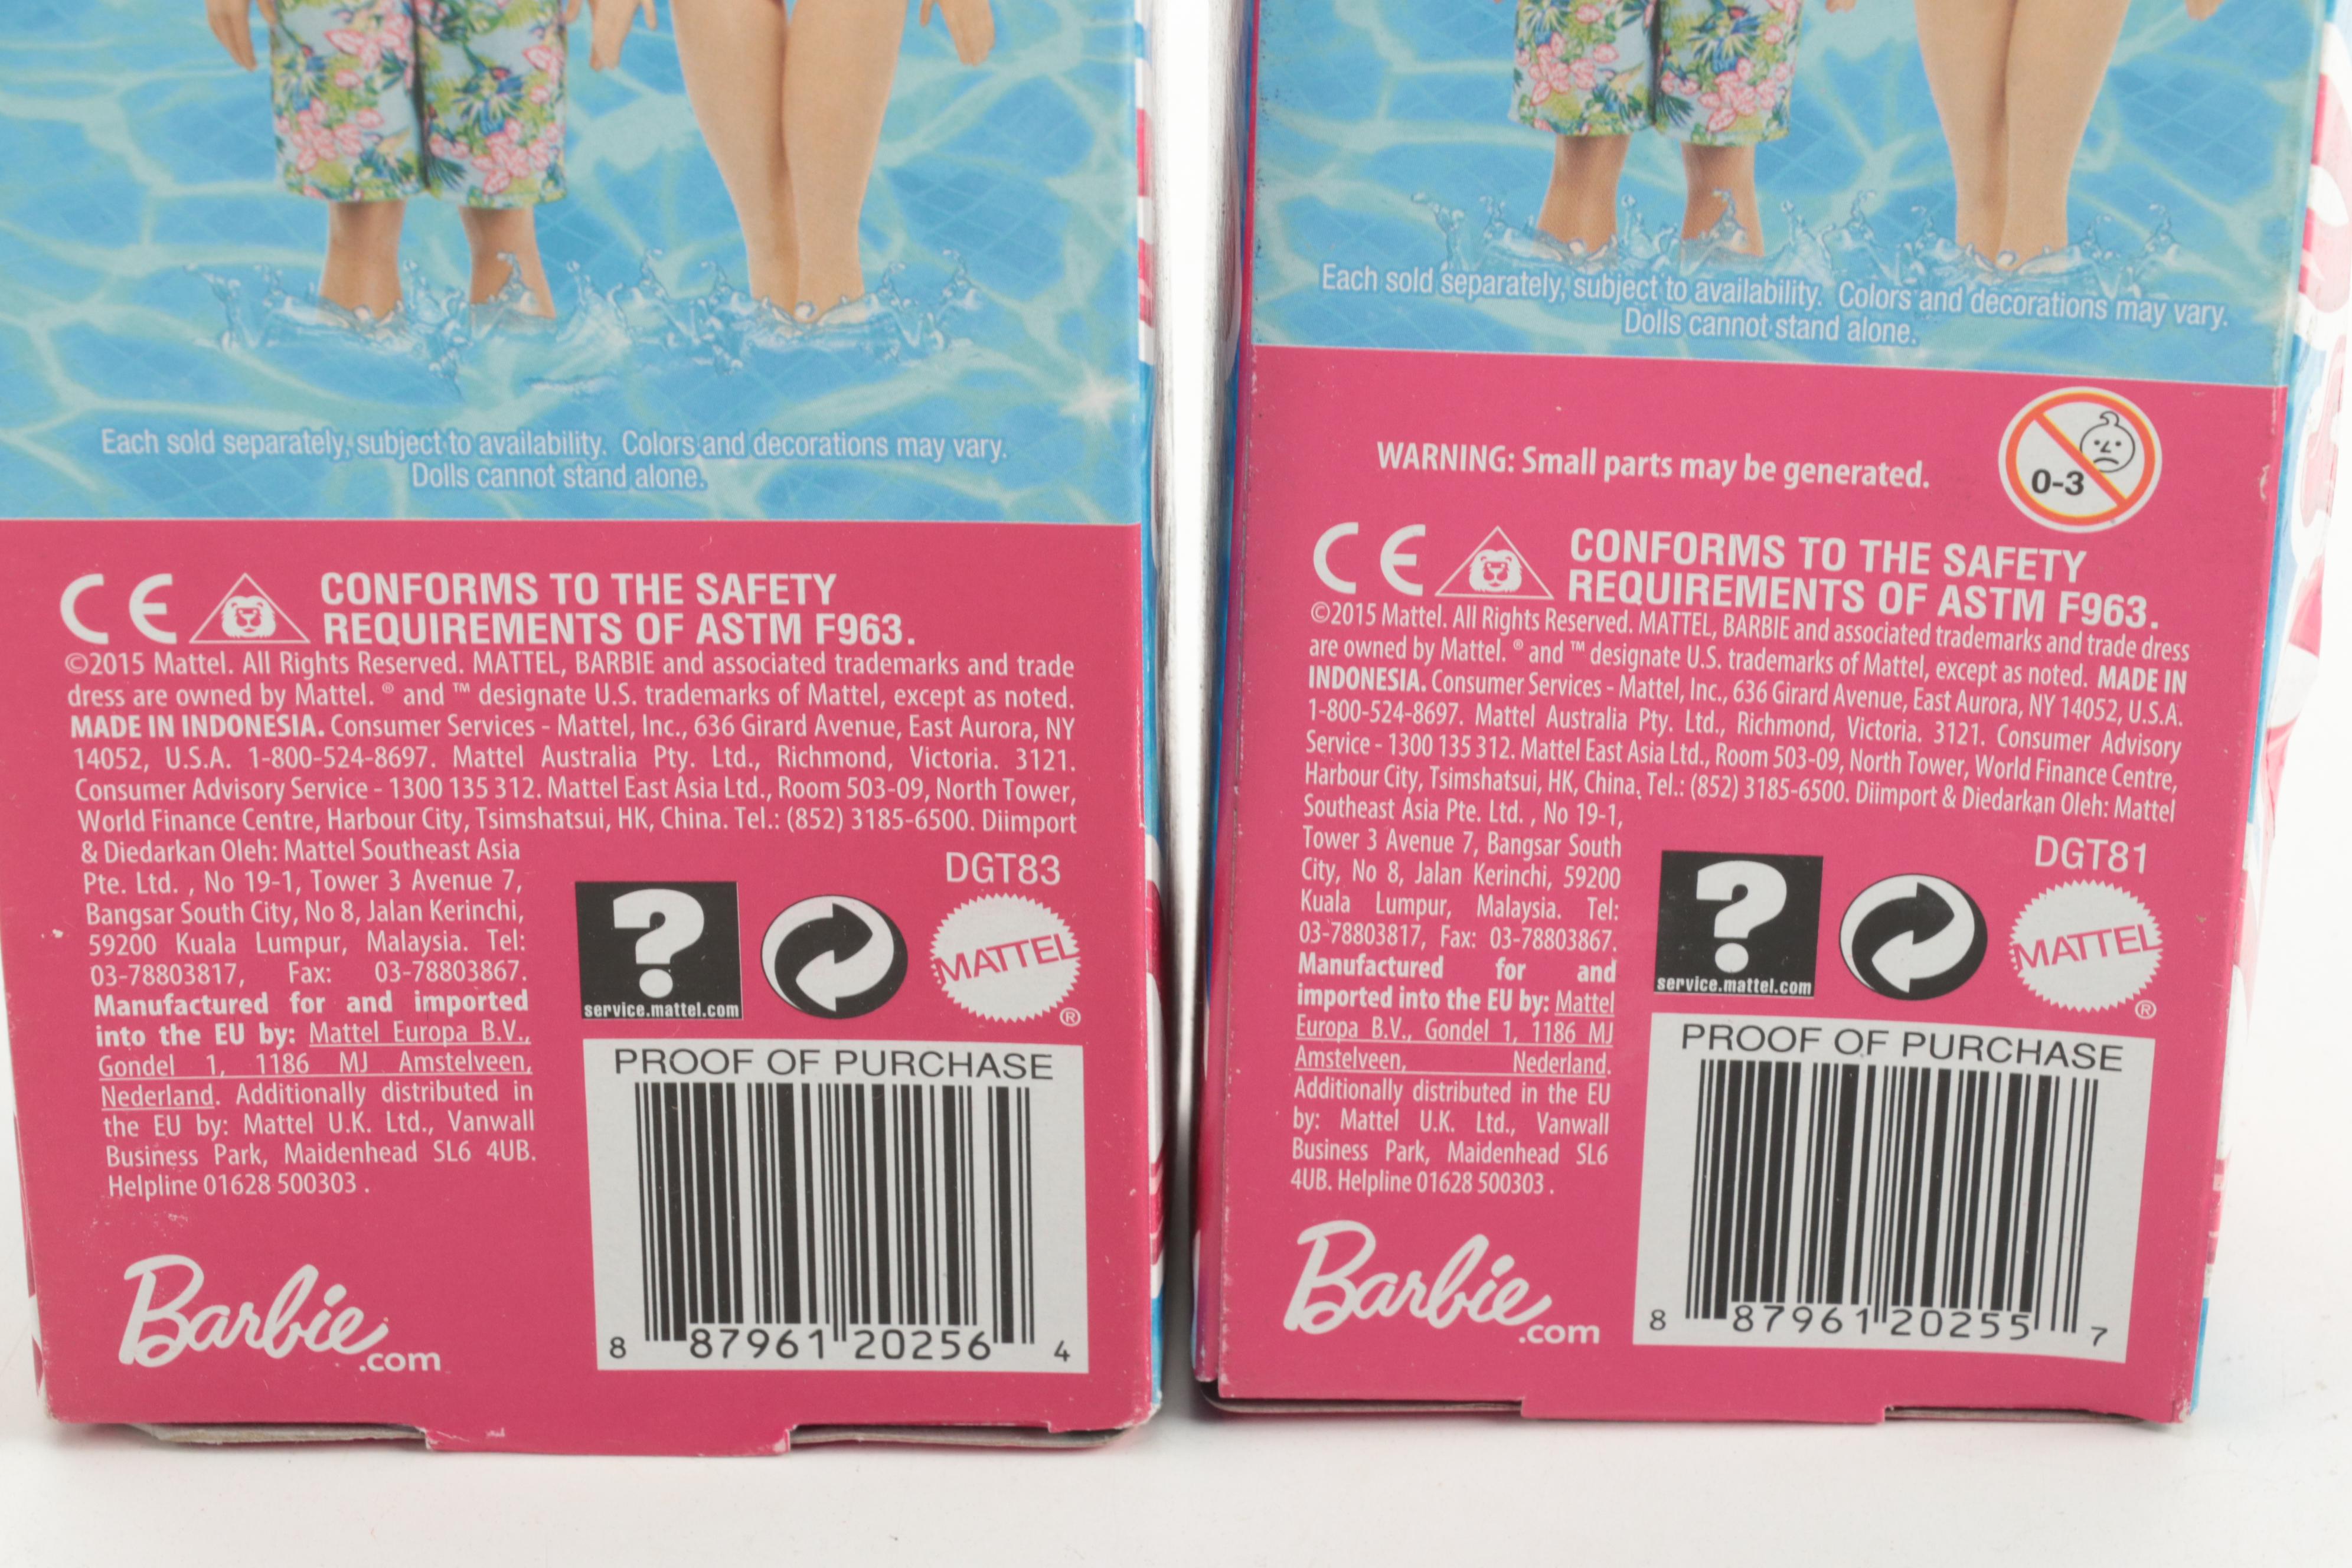 Each sold separately, subject to availability. Colors and decorations may vary.
Dolls cannot stand alone.
CE
CONFORMS TO THE SAFETY
REQUIREMENTS OF ASTM F963.
©2015 Mattel. All Rights Reserved. MATTEL, BARBIE and associated trademarks and trade
dress are owned by Mattel. ® and ™ designate U.S. trademarks of Mattel, except as noted.
MADE IN INDONESIA. Consumer Services - Mattel, Inc., 636 Girard Avenue, East Aurora, NY
14052, U.S.A. 1-800-524-8697. Mattel Australia Pty. Ltd., Richmond, Victoria. 3121.
Consumer Advisory Service - 1300 135 312. Mattel East Asia Ltd., Room 503-09, North Tower,
World Finance Centre, Harbour City, Tsimshatsui, HK, China. Tel.: (852) 3185-6500. Diimport
& Diedarkan Oleh: Mattel Southeast Asia
Pte. Ltd. , No 19-1, Tower 3 Avenue 7,
Bangsar South City, No 8, Jalan Kerinchi,
59200 Kuala Lumpur, Malaysia. Tel:
03-78803817, Fax: 03-78803867.
Manufactured for and imported
into the EU by: Mattel Europa B.V.,
Gondel 1, 1186 MJ Amstelveen,
Nederland. Additionally distributed in
the EU by: Mattel U.K. Ltd., Vanwall
Business Park, Maidenhead SL6 4UB.
Helpline 01628 500303 .
DGT83
?
service.mattel.com
MATTEL
®
PROOF OF PURCHASE
8 87961 20256 4
Barbie
.com
Each sold separately, subject to availability. Colors and decorations may vary.
Dolls cannot stand alone.
WARNING: Small parts may be generated.
0-3
CE
CONFORMS TO THE SAFETY
REQUIREMENTS OF ASTM F963.
©2015 Mattel. All Rights Reserved. MATTEL, BARBIE and associated trademarks and trade dress
are owned by Mattel. ® and ™ designate U.S. trademarks of Mattel, except as noted. MADE IN
INDONESIA. Consumer Services - Mattel, Inc., 636 Girard Avenue, East Aurora, NY 14052, U.S.A.
1-800-524-8697. Mattel Australia Pty. Ltd., Richmond, Victoria. 3121. Consumer Advisory
Service - 1300 135 312. Mattel East Asia Ltd., Room 503-09, North Tower, World Finance Centre,
Harbour City, Tsimshatsui, HK, China. Tel.: (852) 3185-6500. Diimport & Diedarkan Oleh: Mattel
Southeast Asia Pte. Ltd. , No 19-1,
Tower 3 Avenue 7, Bangsar South
City, No 8, Jalan Kerinchi, 59200
Kuala Lumpur, Malaysia. Tel:
03-78803817, Fax: 03-78803867.
Manufactured for and
imported into the EU by: Mattel
Europa B.V., Gondel 1, 1186 MJ
Amstelveen, Nederland.
Additionally distributed in the EU
by: Mattel U.K. Ltd., Vanwall
Business Park, Maidenhead SL6
4UB. Helpline 01628 500303 .
DGT81
?
service.mattel.com
MATTEL
®
PROOF OF PURCHASE
8 87961 20255 7
Barbie
.com